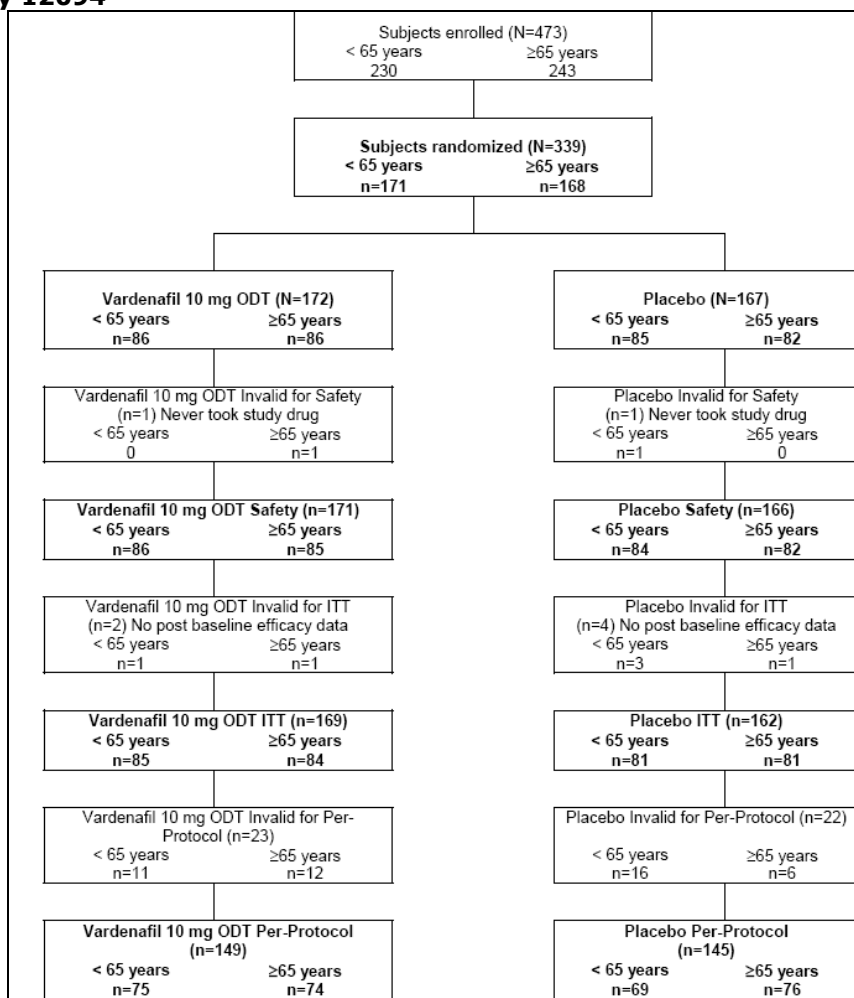 Subjects enrolled (N=473)
< 65 years ≥65 years
230 243
Subjects randomized (N=339)
< 65 years ≥65 years
n=171 n=168
Vardenafil 10 mg ODT (N=172)
< 65 years ≥65 years
n=86 n=86
Placebo (N=167)
< 65 years ≥65 years
n=85 n=82
Vardenafil 10 mg ODT Invalid for Safety
(n=1) Never took study drug
< 65 years ≥65 years
0 n=1
Placebo Invalid for Safety
(n=1) Never took study drug
< 65 years ≥65 years
n=1 0
Vardenafil 10 mg ODT Safety (n=171)
< 65 years ≥65 years
n=86 n=85
Placebo Safety (n=166)
< 65 years ≥65 years
n=84 n=82
Vardenafil 10 mg ODT Invalid for ITT
(n=2) No post baseline efficacy data
< 65 years ≥65 years
n=1 n=1
Placebo Invalid for ITT
(n=4) No post baseline efficacy data
< 65 years ≥65 years
n=3 n=1
Vardenafil 10 mg ODT ITT (n=169)
< 65 years ≥65 years
n=85 n=84
Placebo ITT (n=162)
< 65 years ≥65 years
n=81 n=81
Vardenafil 10 mg ODT Invalid for Per-
Protocol (n=23)
< 65 years ≥65 years
n=11 n=12
Placebo Invalid for Per-Protocol (n=22)
< 65 years ≥65 years
n=16 n=6
Vardenafil 10 mg ODT Per-Protocol
(n=149)
< 65 years ≥65 years
n=75 n=74
Placebo Per-Protocol
(n=145)
< 65 years ≥65 years
n=69 n=76